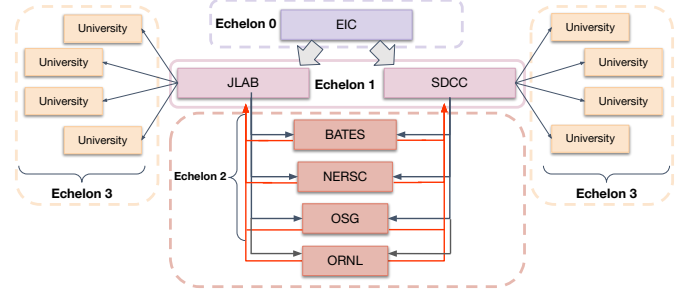 Echelon 0
EIC
JLAB
Echelon 1
SDCC
University
University
University
University
Echelon 3
University
University
University
University
Echelon 3
Echelon 2
BATES
NERSC
OSG
ORNL